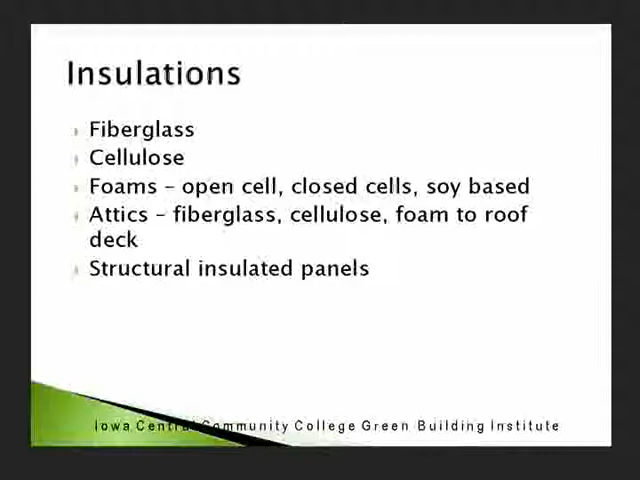 Insulations
Fiberglass
Cellulose
Foams – open cell, closed cells, soy based
Attics – fiberglass, cellulose, foam to roof
deck
Structural insulated panels
Iowa Central Community College Green Building Institute